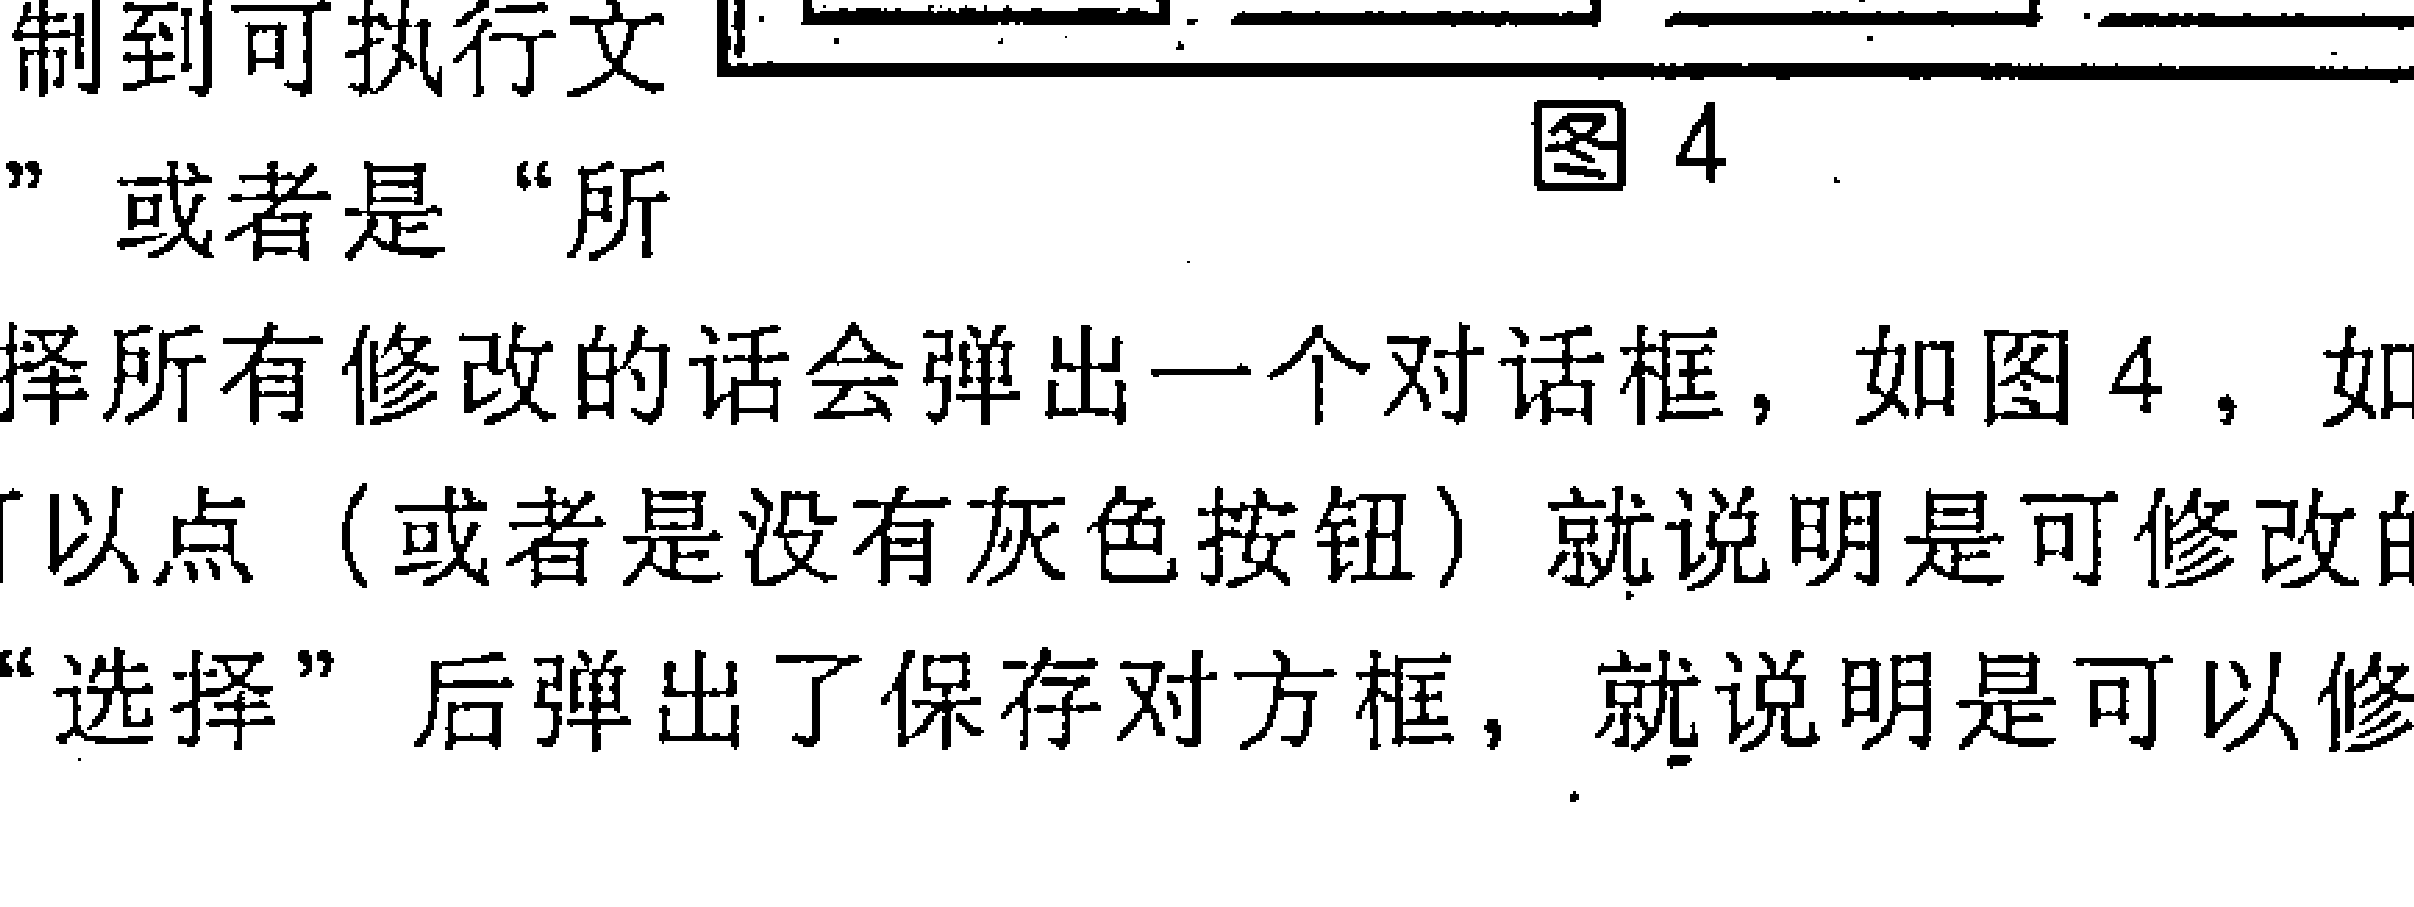 制到可执行文
图 4
”或者是“所
择所有修改的话会弹出一个对话框，如图4，如
可以点（或者是没有灰色按钮）就说明是可修改的
“选择”后弹出了保存对方框，就说明是可以修